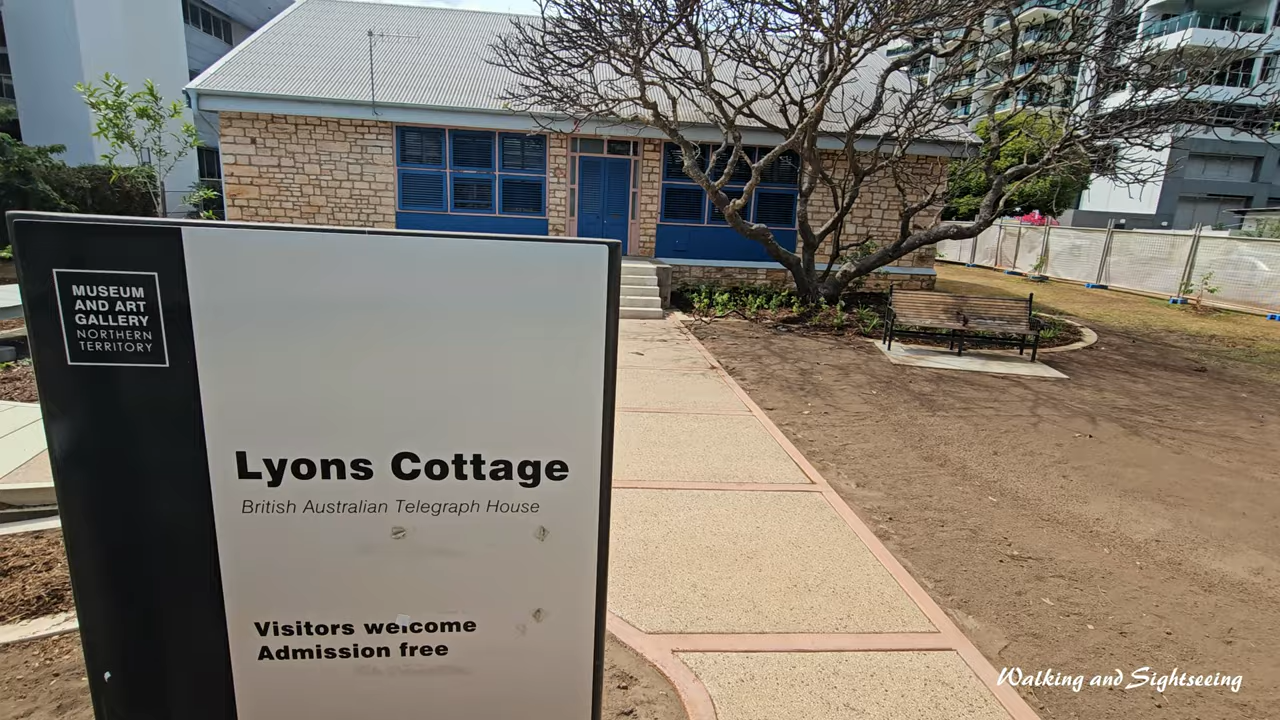 MUSEUM
AND ART
GALLERY
NORTHERN
TERRITORY
Lyons Cottage
British Australian Telegraph House
Visitors welcome
Admission free
Walking and Sightseeing